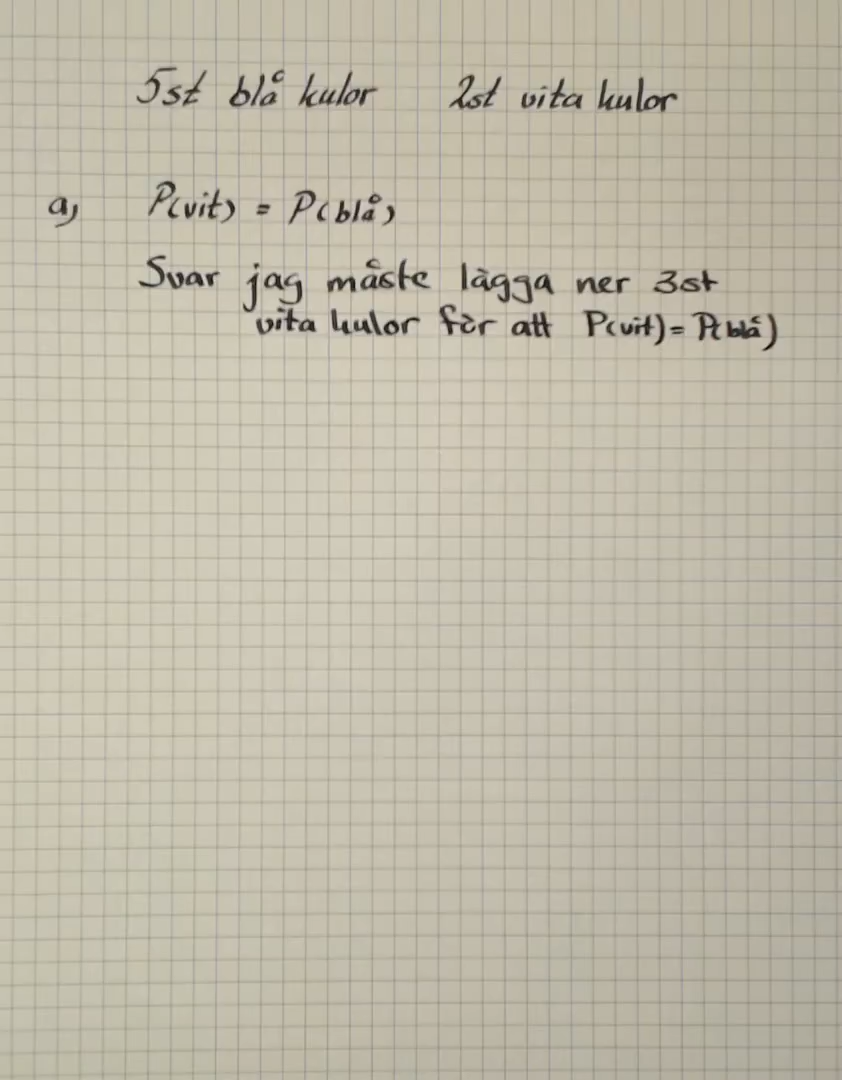 5st blå kulor 2st vita kulor
a) P(vit) = P(blå)
Svar jag måste lägga ner 3st
vita kulor för att P(vit) = P(blå)